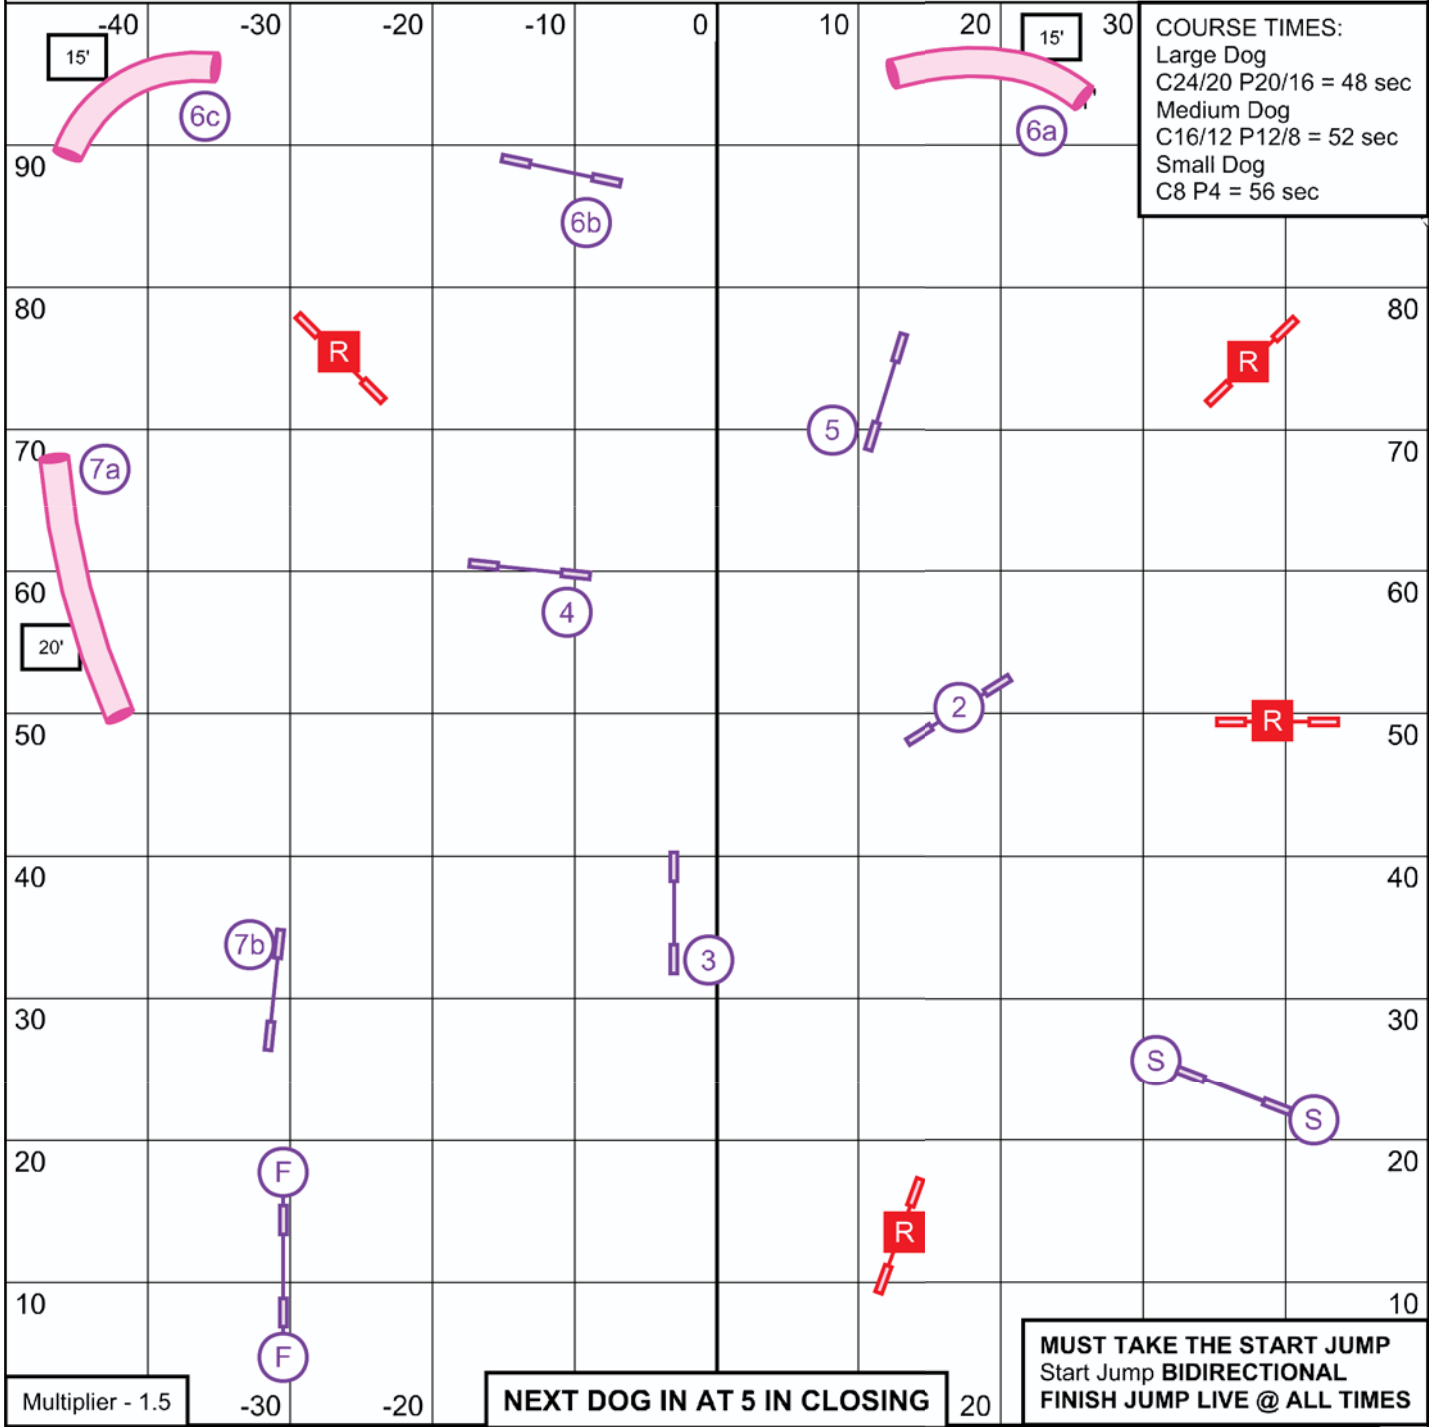 -40 -30 -20 -10 0 10 20 30
COURSE TIMES:
Large Dog
C24/20 P20/16 = 48 sec
Medium Dog
C16/12 P12/8 = 52 sec
Small Dog
C8 P4 = 56 sec
15'
15'
6c
6a
90
6b
80 80
R
R
5
70 70
7a
60 60
4
20'
2
R
50 50
40 40
7b
3
30 30
S
S
20 20
F
R
10 10
F
MUST TAKE THE START JUMP
Start Jump BIDIRECTIONAL
FINISH JUMP LIVE @ ALL TIMES
Multiplier - 1.5
-30 -20
NEXT DOG IN AT 5 IN CLOSING
20